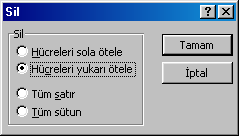 Sil
Sil
Hücreleri sola ötele
Hücreleri yukarı ötele
Tüm satır
Tüm sütun
Tamam
İptal